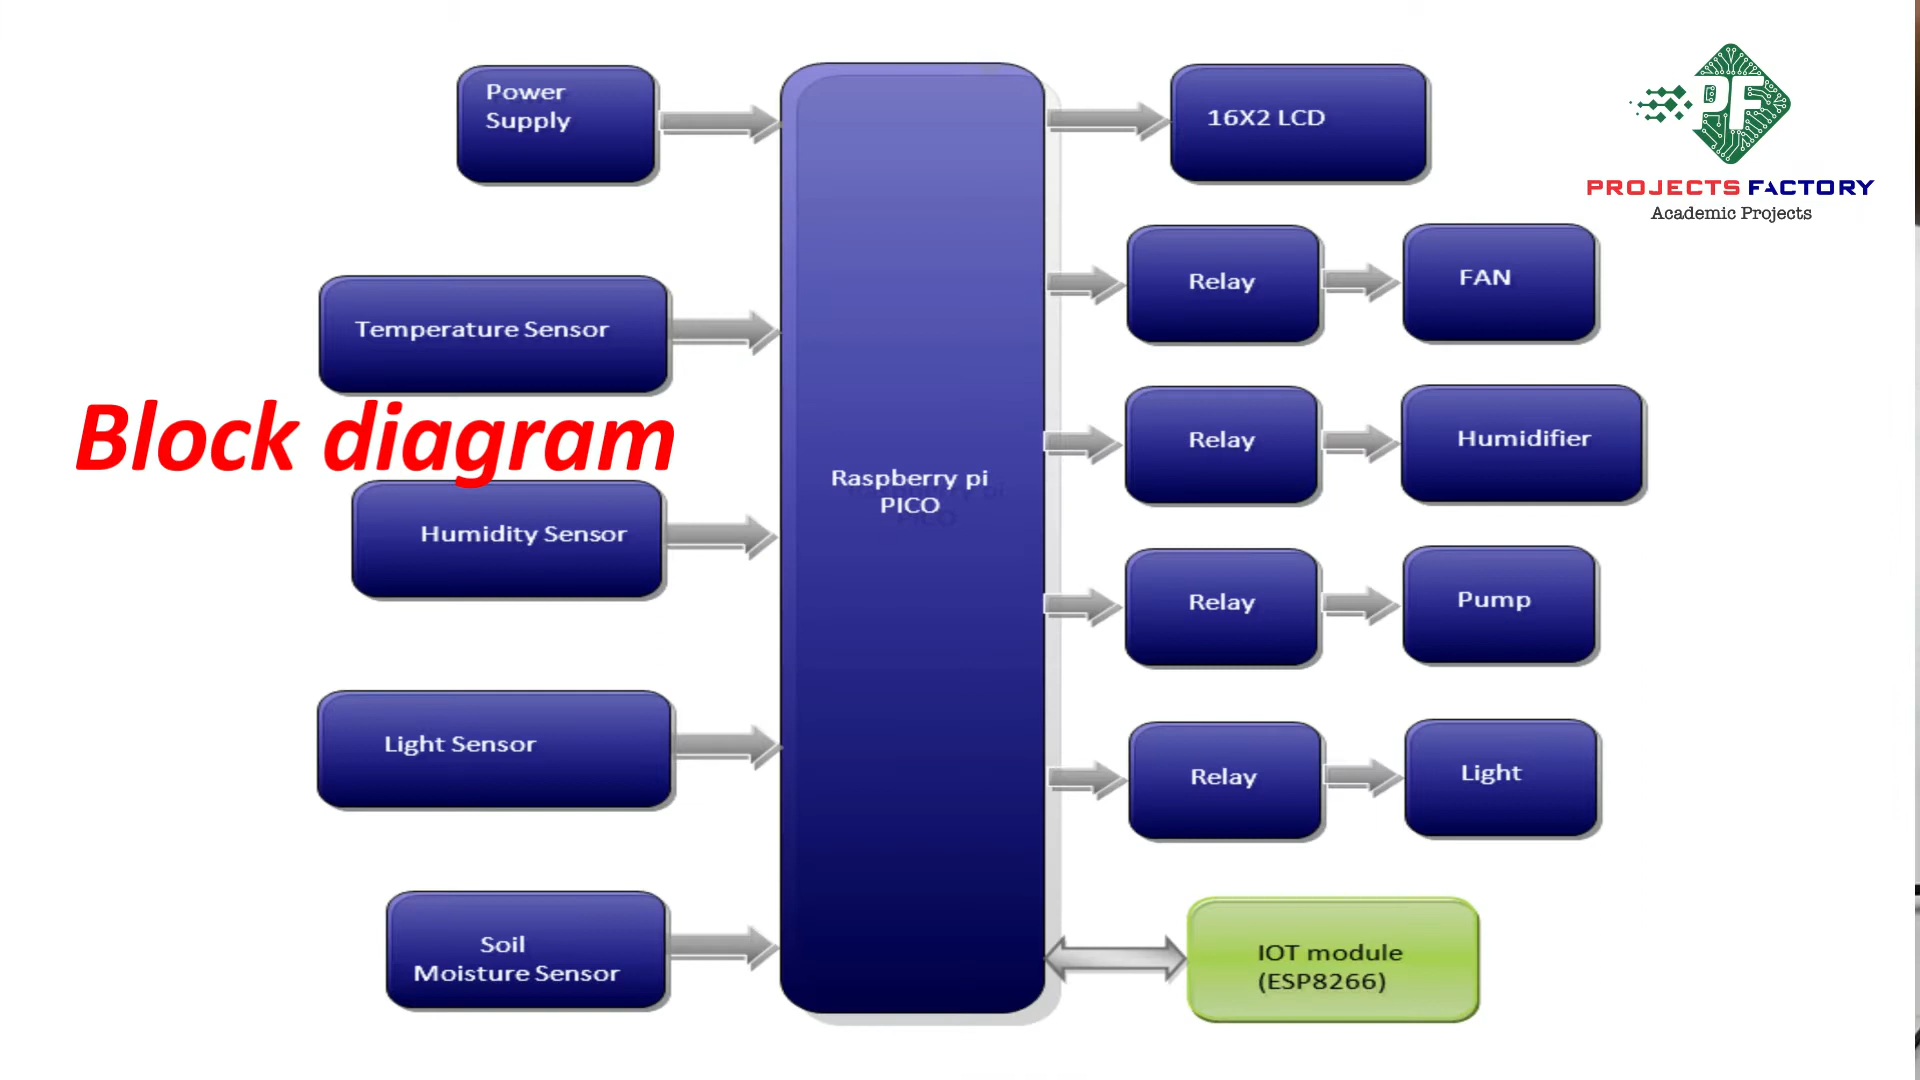 Power
Supply
16X2 LCD
PF
PROJECTS FACTORY
Academic Projects
Relay
FAN
Temperature Sensor
Block diagram
Relay
Humidifier
Raspberry pi
PICO
Humidity Sensor
Relay
Pump
Light Sensor
Relay
Light
Soil
Moisture Sensor
IOT module
(ESP8266)